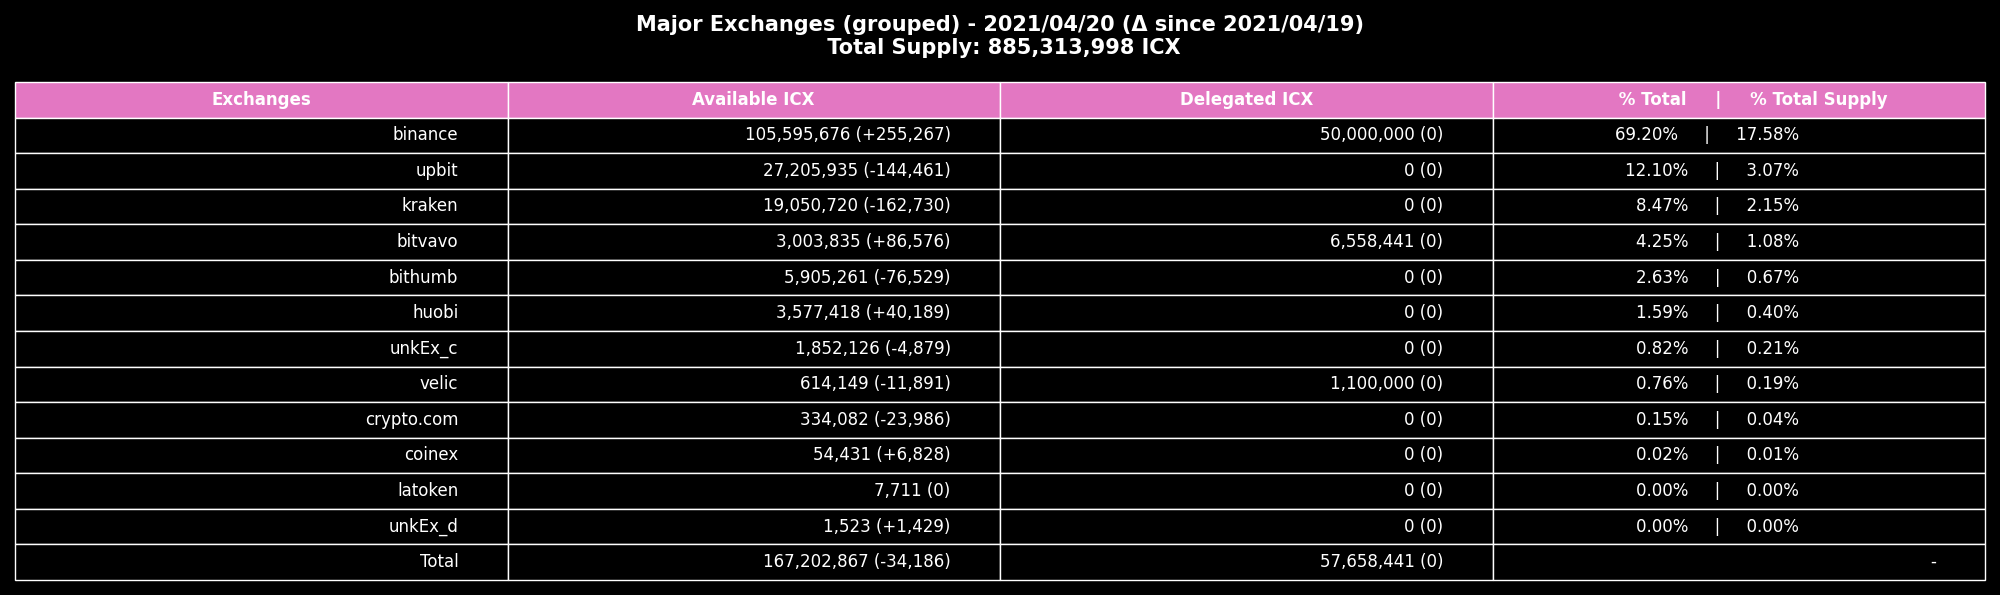 Major Exchanges (grouped) - 2021/04/20 (Δ since 2021/04/19)
Total Supply: 885,313,998 ICX
Exchanges Available ICX Delegated ICX % Total | % Total Supply
binance 105,595,676 (+255,267) 50,000,000 (0) 69.20% | 17.58%
upbit 27,205,935 (-144,461) 0 (0) 12.10% | 3.07%
kraken 19,050,720 (-162,730) 0 (0) 8.47% | 2.15%
bitvavo 3,003,835 (+86,576) 6,558,441 (0) 4.25% | 1.08%
bithumb 5,905,261 (-76,529) 0 (0) 2.63% | 0.67%
huobi 3,577,418 (+40,189) 0 (0) 1.59% | 0.40%
unkEx_c 1,852,126 (-4,879) 0 (0) 0.82% | 0.21%
velic 614,149 (-11,891) 1,100,000 (0) 0.76% | 0.19%
crypto.com 334,082 (-23,986) 0 (0) 0.15% | 0.04%
coinex 54,431 (+6,828) 0 (0) 0.02% | 0.01%
latoken 7,711 (0) 0 (0) 0.00% | 0.00%
unkEx_d 1,523 (+1,429) 0 (0) 0.00% | 0.00%
Total 167,202,867 (-34,186) 57,658,441 (0) -